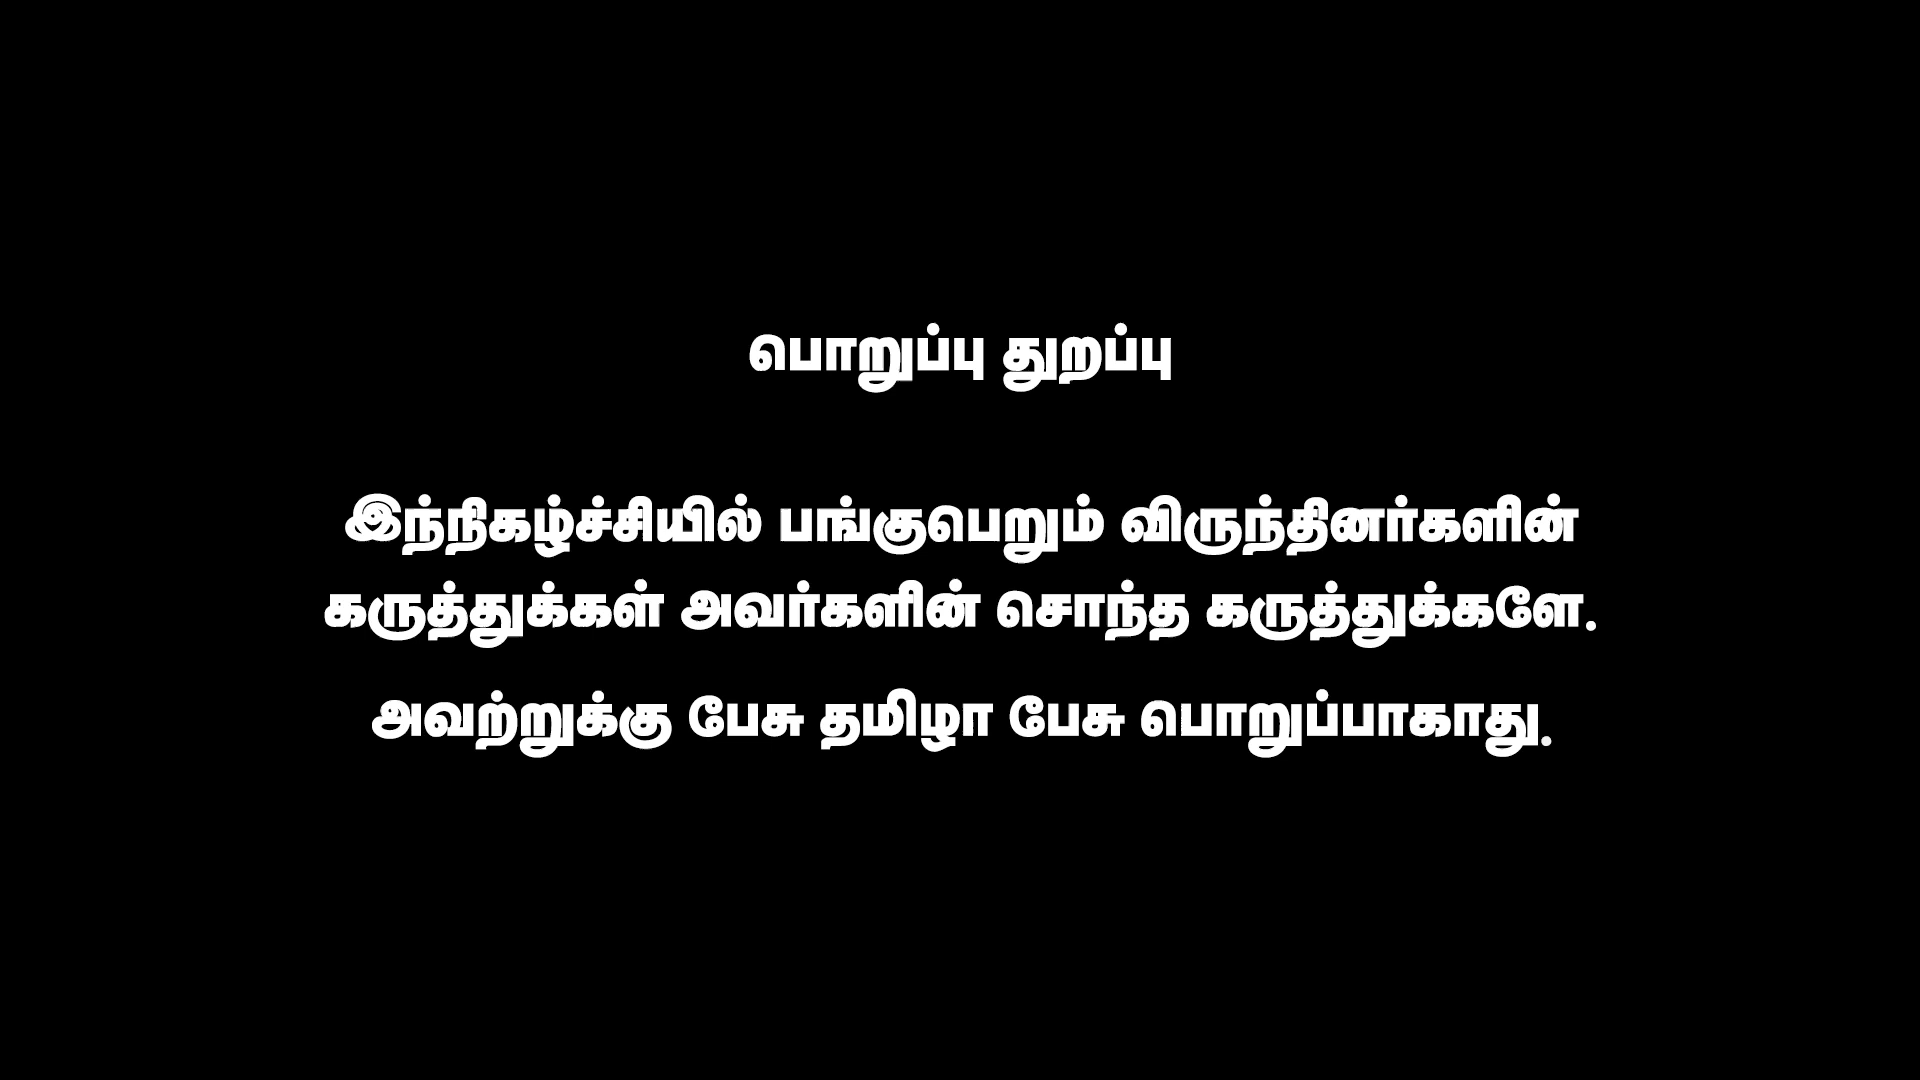 பொறுப்பு துறப்பு
இந்நிகழ்ச்சியில் பங்குபெறும் விருந்தினர்களின்
கருத்துக்கள் அவர்களின் சொந்த கருத்துக்களே.
அவற்றுக்கு பேசு தமிழா பேசு பொறுப்பாகாது.